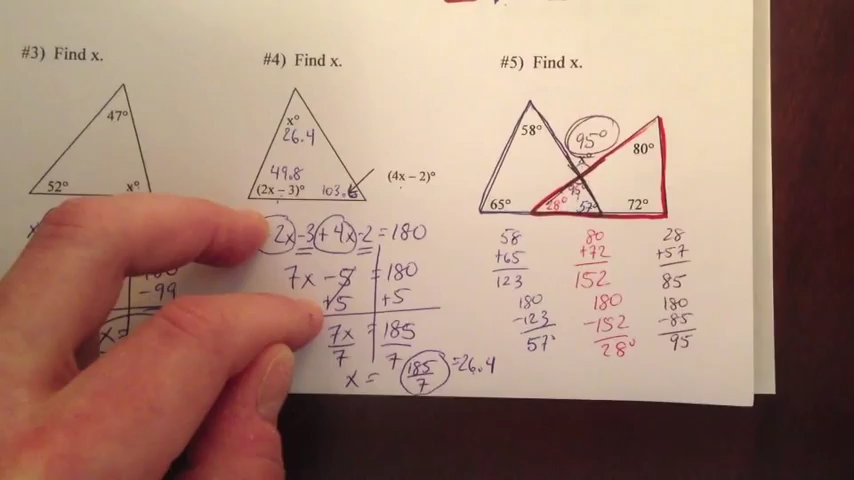 #3) Find x.
47°
52°
x°
-99
x=
#4) Find x.
x°
26.4
49.8
(2x – 3)°
103.6
(4x – 2)°
2x -3 +4x -2 = 180
7x - 5 = 180
+5 +5
7x = 185
7 7
x = 185/7 = 26.4
#5) Find x.
58°
95°
x°
80°
95°
65°
28°
57°
72°
58
+65
123
180
-123
57°
80
+72
152
180
-152
28°
28
+57
85
180
-85
95